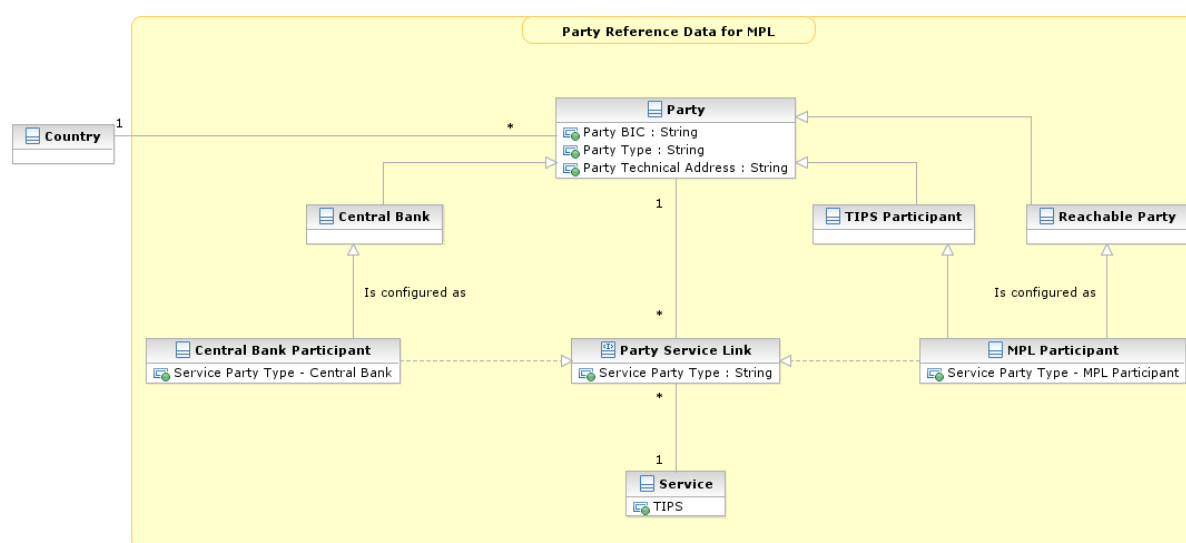 Party Reference Data for MPL
Party
Party BIC : String
Party Type : String
Party Technical Address : String
Country
1
*
Central Bank
1
TIPS Participant
Reachable Party
Is configured as
Is configured as
*
Central Bank Participant
Service Party Type - Central Bank
Party Service Link
Service Party Type : String
MPL Participant
Service Party Type - MPL Participant
*
1
Service
TIPS